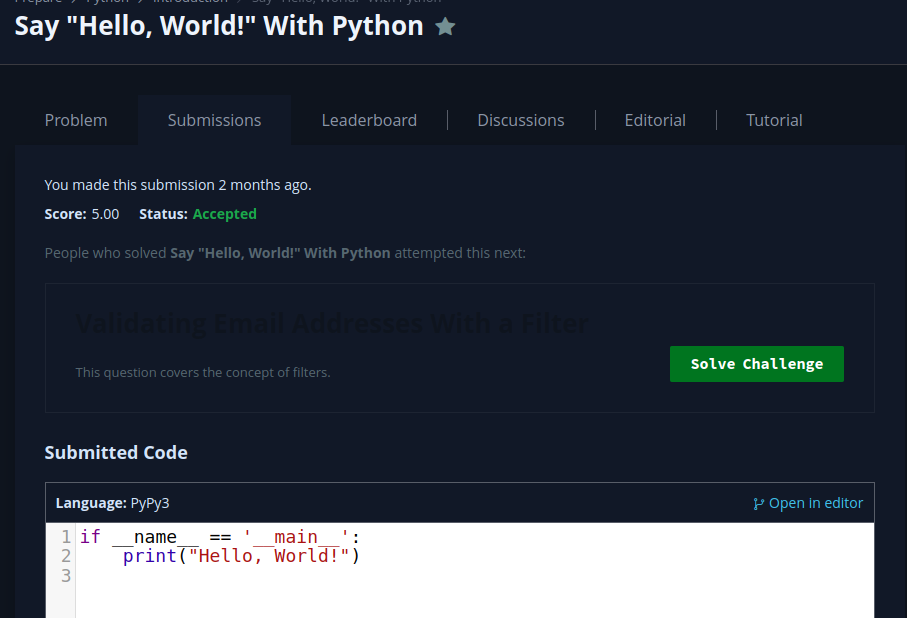 Prepare > Python > Introduction > Say "Hello, World!" With Python
Say "Hello, World!" With Python
Problem
Submissions
Leaderboard
Discussions
Editorial
Tutorial
You made this submission 2 months ago.
Score: 5.00 Status: Accepted
People who solved Say "Hello, World!" With Python attempted this next:
Validating Email Addresses With a Filter
This question covers the concept of filters.
Solve Challenge
Submitted Code
Language: PyPy3
Open in editor
1 if __name__ == '__main__':
2     print("Hello, World!")
3